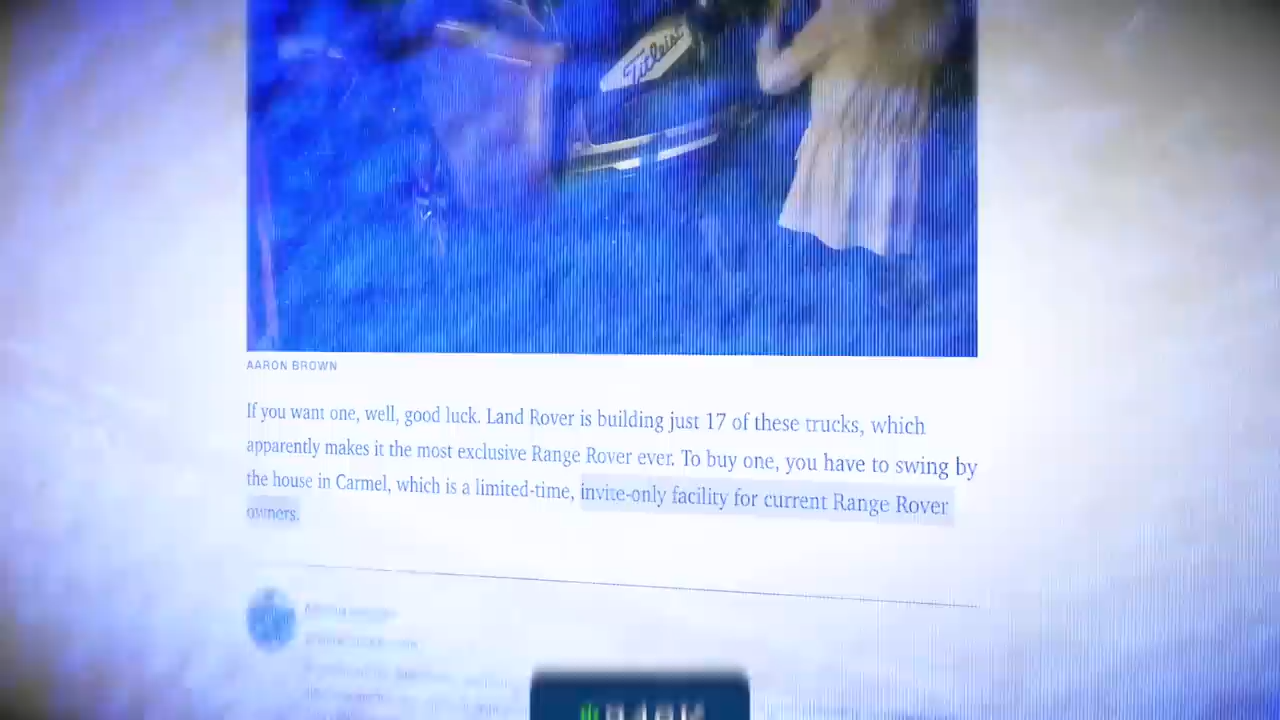 Titleist
AARON BROWN
If you want one, well, good luck. Land Rover is building just 17 of these trucks, which
apparently makes it the most exclusive Range Rover ever. To buy one, you have to swing by
the house in Carmel, which is a limited-time, invite-only facility for current Range Rover
owners.